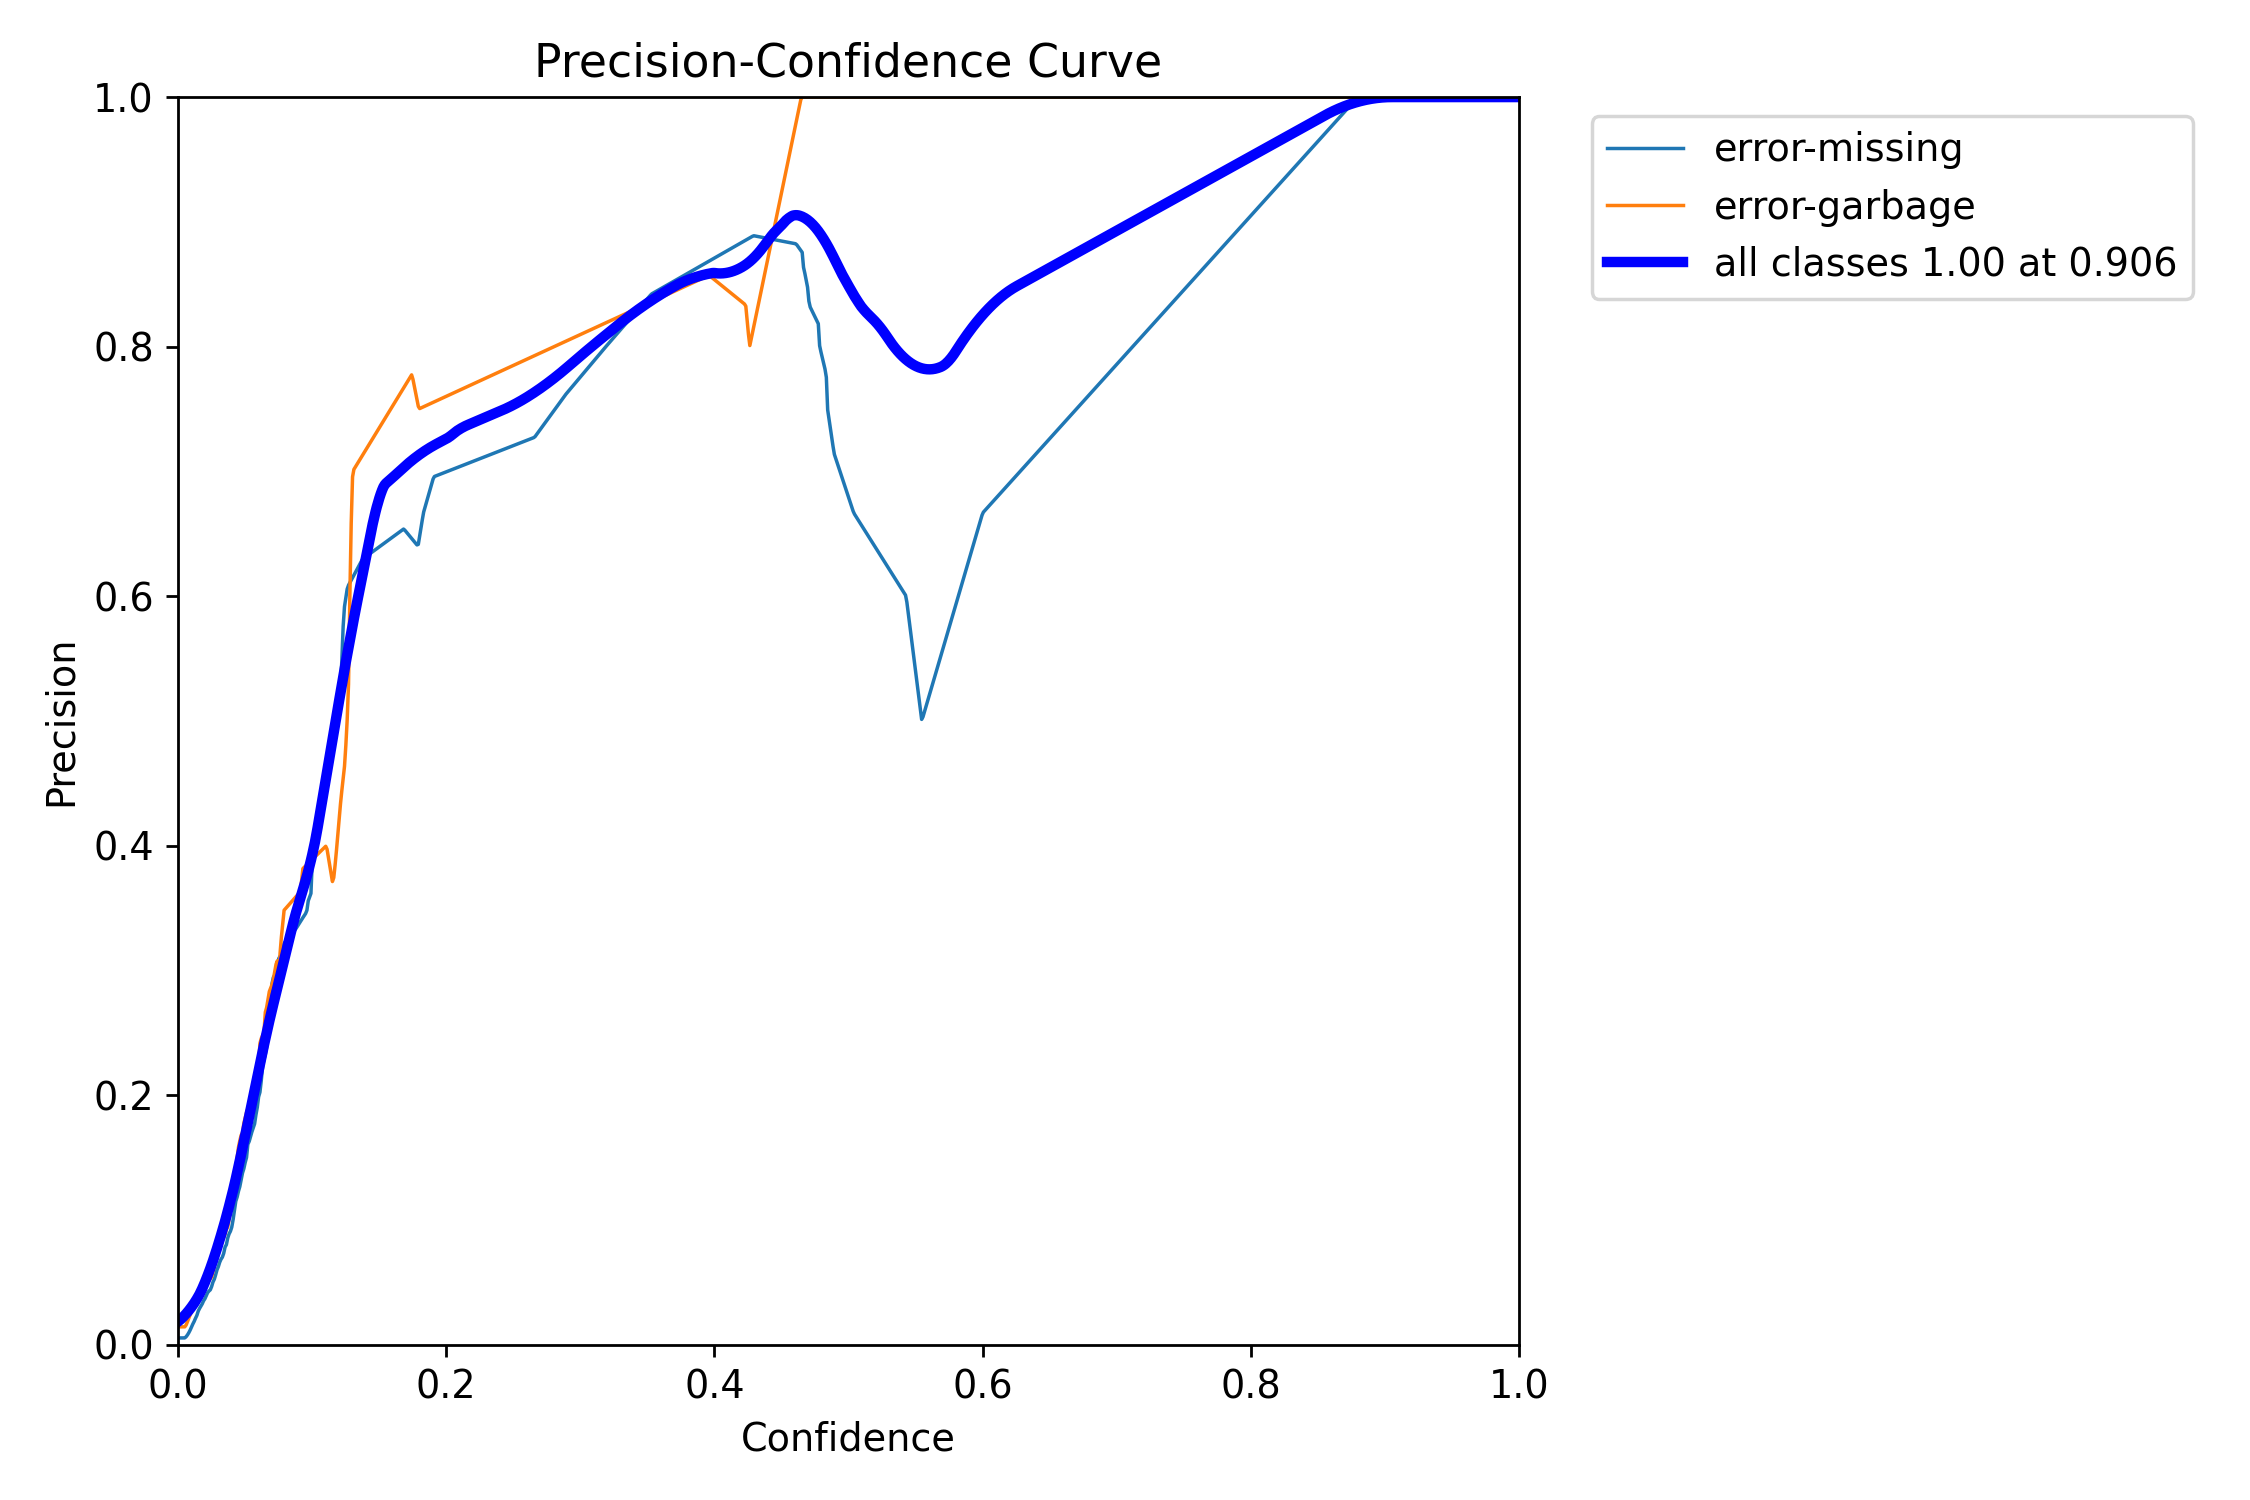 Precision-Confidence Curve
1.0
0.8
0.6
0.4
0.2
0.0
Precision
0.0 0.2 0.4 0.6 0.8 1.0
Confidence
error-missing
error-garbage
all classes 1.00 at 0.906